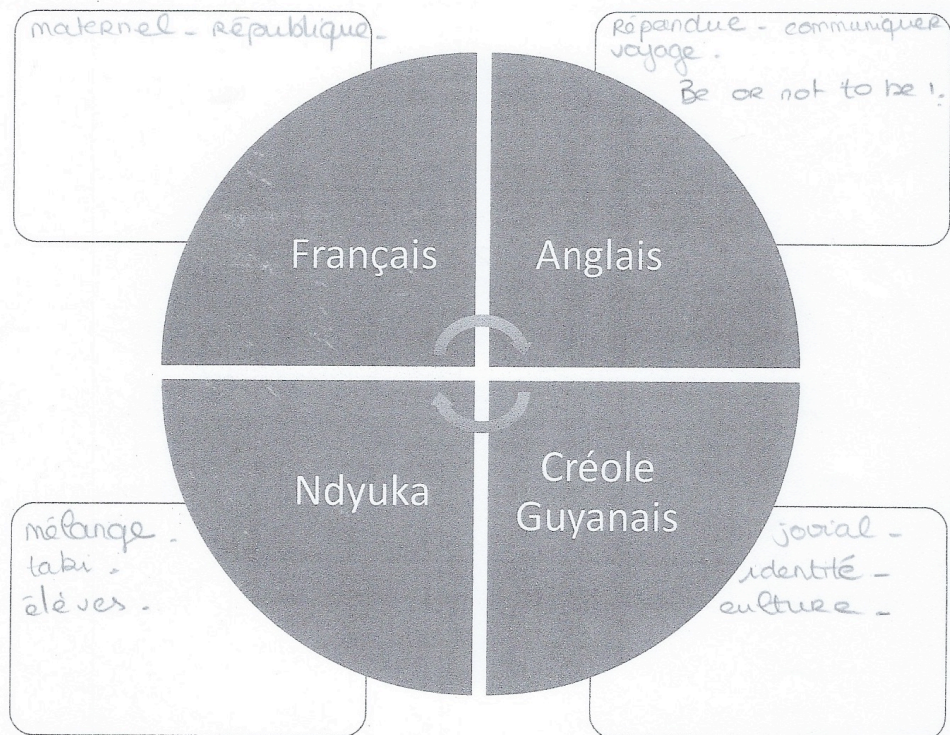 maternel - république -
Répandue - communiquer
voyage .
Be or not to be !.
Français
Anglais
Ndyuka
Créole
Guyanais
mélange .
taki .
élèves .
jovial -
identité -
culture -